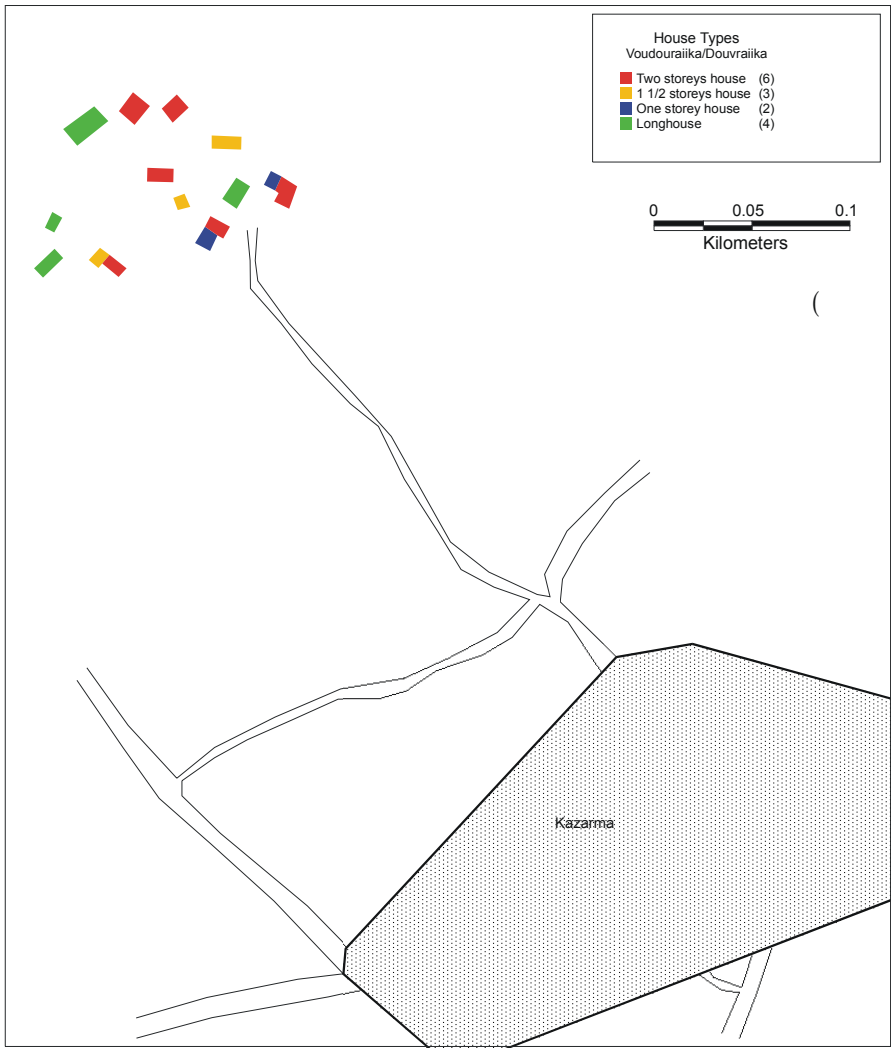 House Types
Voudouraiika/Douvraiika
Two storeys house (6)
1 1/2 storeys house (3)
One storey house (2)
Longhouse (4)
0 0.05 0.1
Kilometers
(
Kazarma